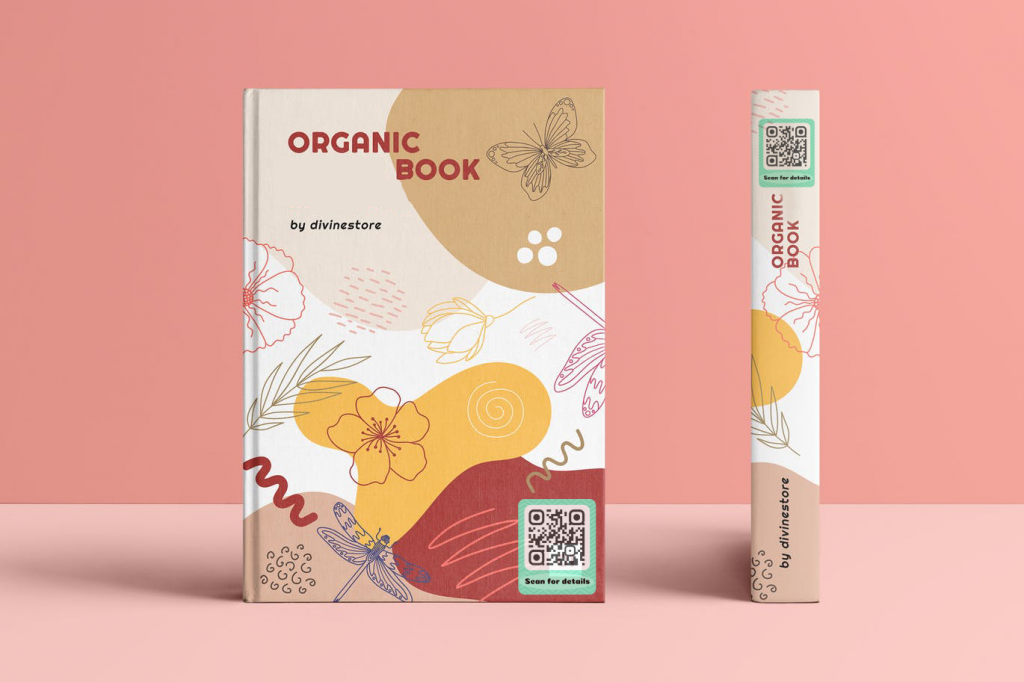 ORGANIC
BOOK
by divinestore
Scan for details
Scan for details
ORGANIC
BOOK
by divinestore